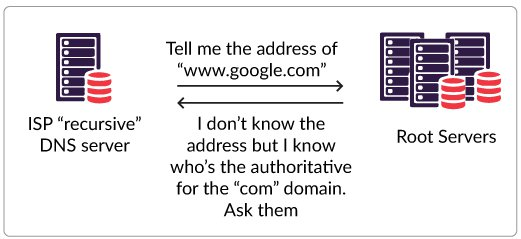 Tell me the address of
“www.google.com”
ISP “recursive”
DNS server
I don’t know the
address but I know
who’s the authoritative
for the “com” domain.
Ask them
Root Servers